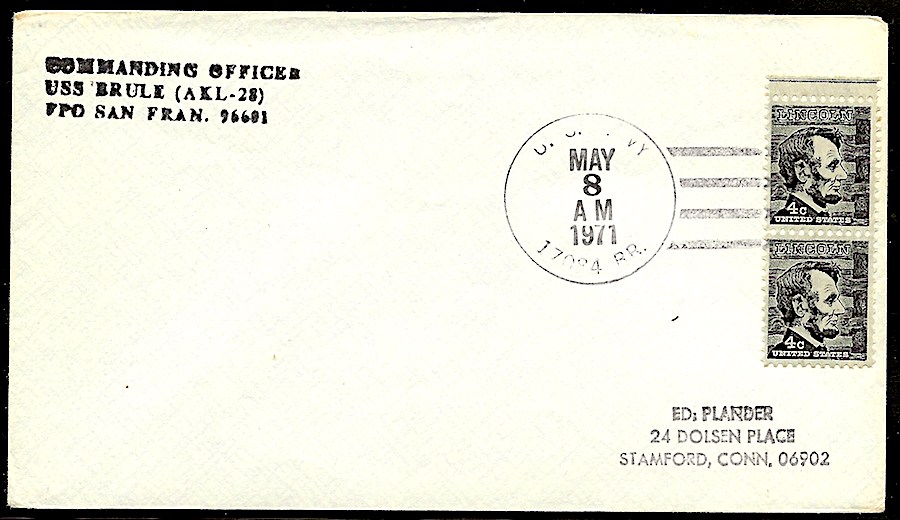 COMMANDING OFFICER
USS BRULE (AKL-28)
FPO SAN FRAN. 96601
MAY
8
AM
1971
BR.
LINCOLN
4c
UNITED STATES
LINCOLN
4c
UNITED STATES
ED; PLANDER
24 DOLSEN PLACE
STAMFORD, CONN. 06902